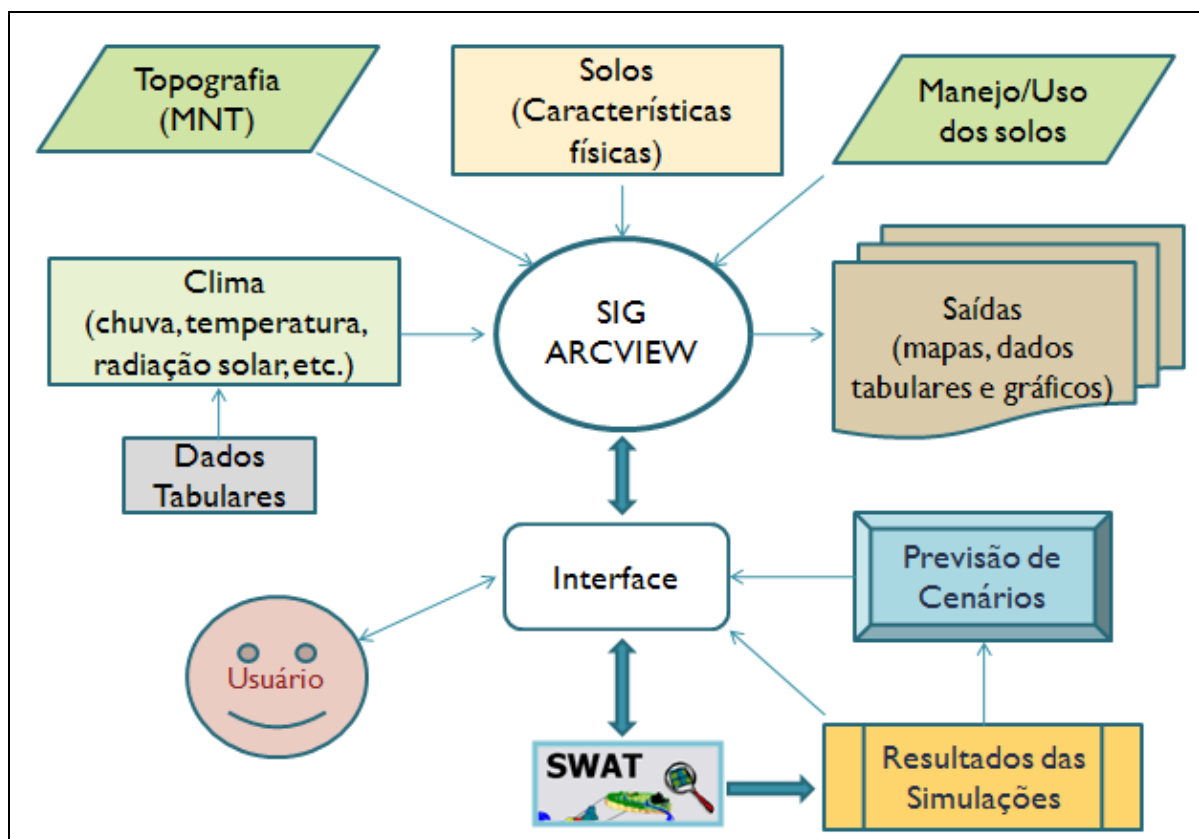 Topografia
(MNT)
Solos
(Características
físicas)
Manejo/Uso
dos solos
Clima
(chuva, temperatura,
radiação solar, etc.)
SIG
ARCVIEW
Saídas
(mapas, dados
tabulares e gráficos)
Dados
Tabulares
Interface
Previsão de
Cenários
Usuário
SWAT
Resultados das
Simulações